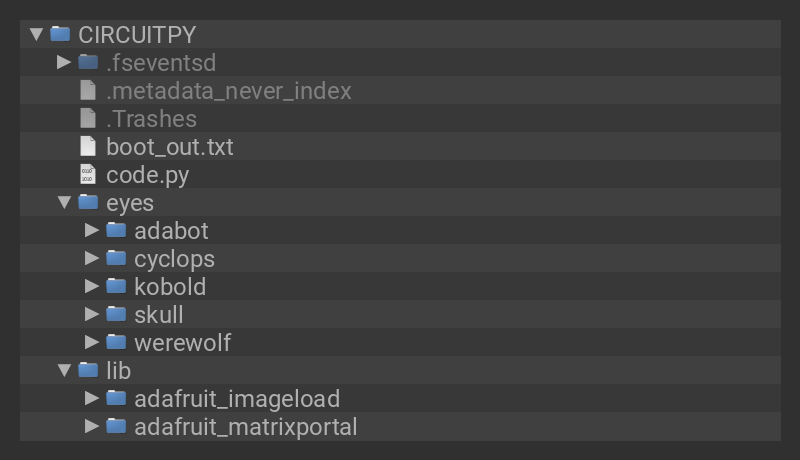 CIRCUITPY
.fseventsd
.metadata_never_index
.Trashes
boot_out.txt
code.py
eyes
adabot
cyclops
kobold
skull
werewolf
lib
adafruit_imageload
adafruit_matrixportal